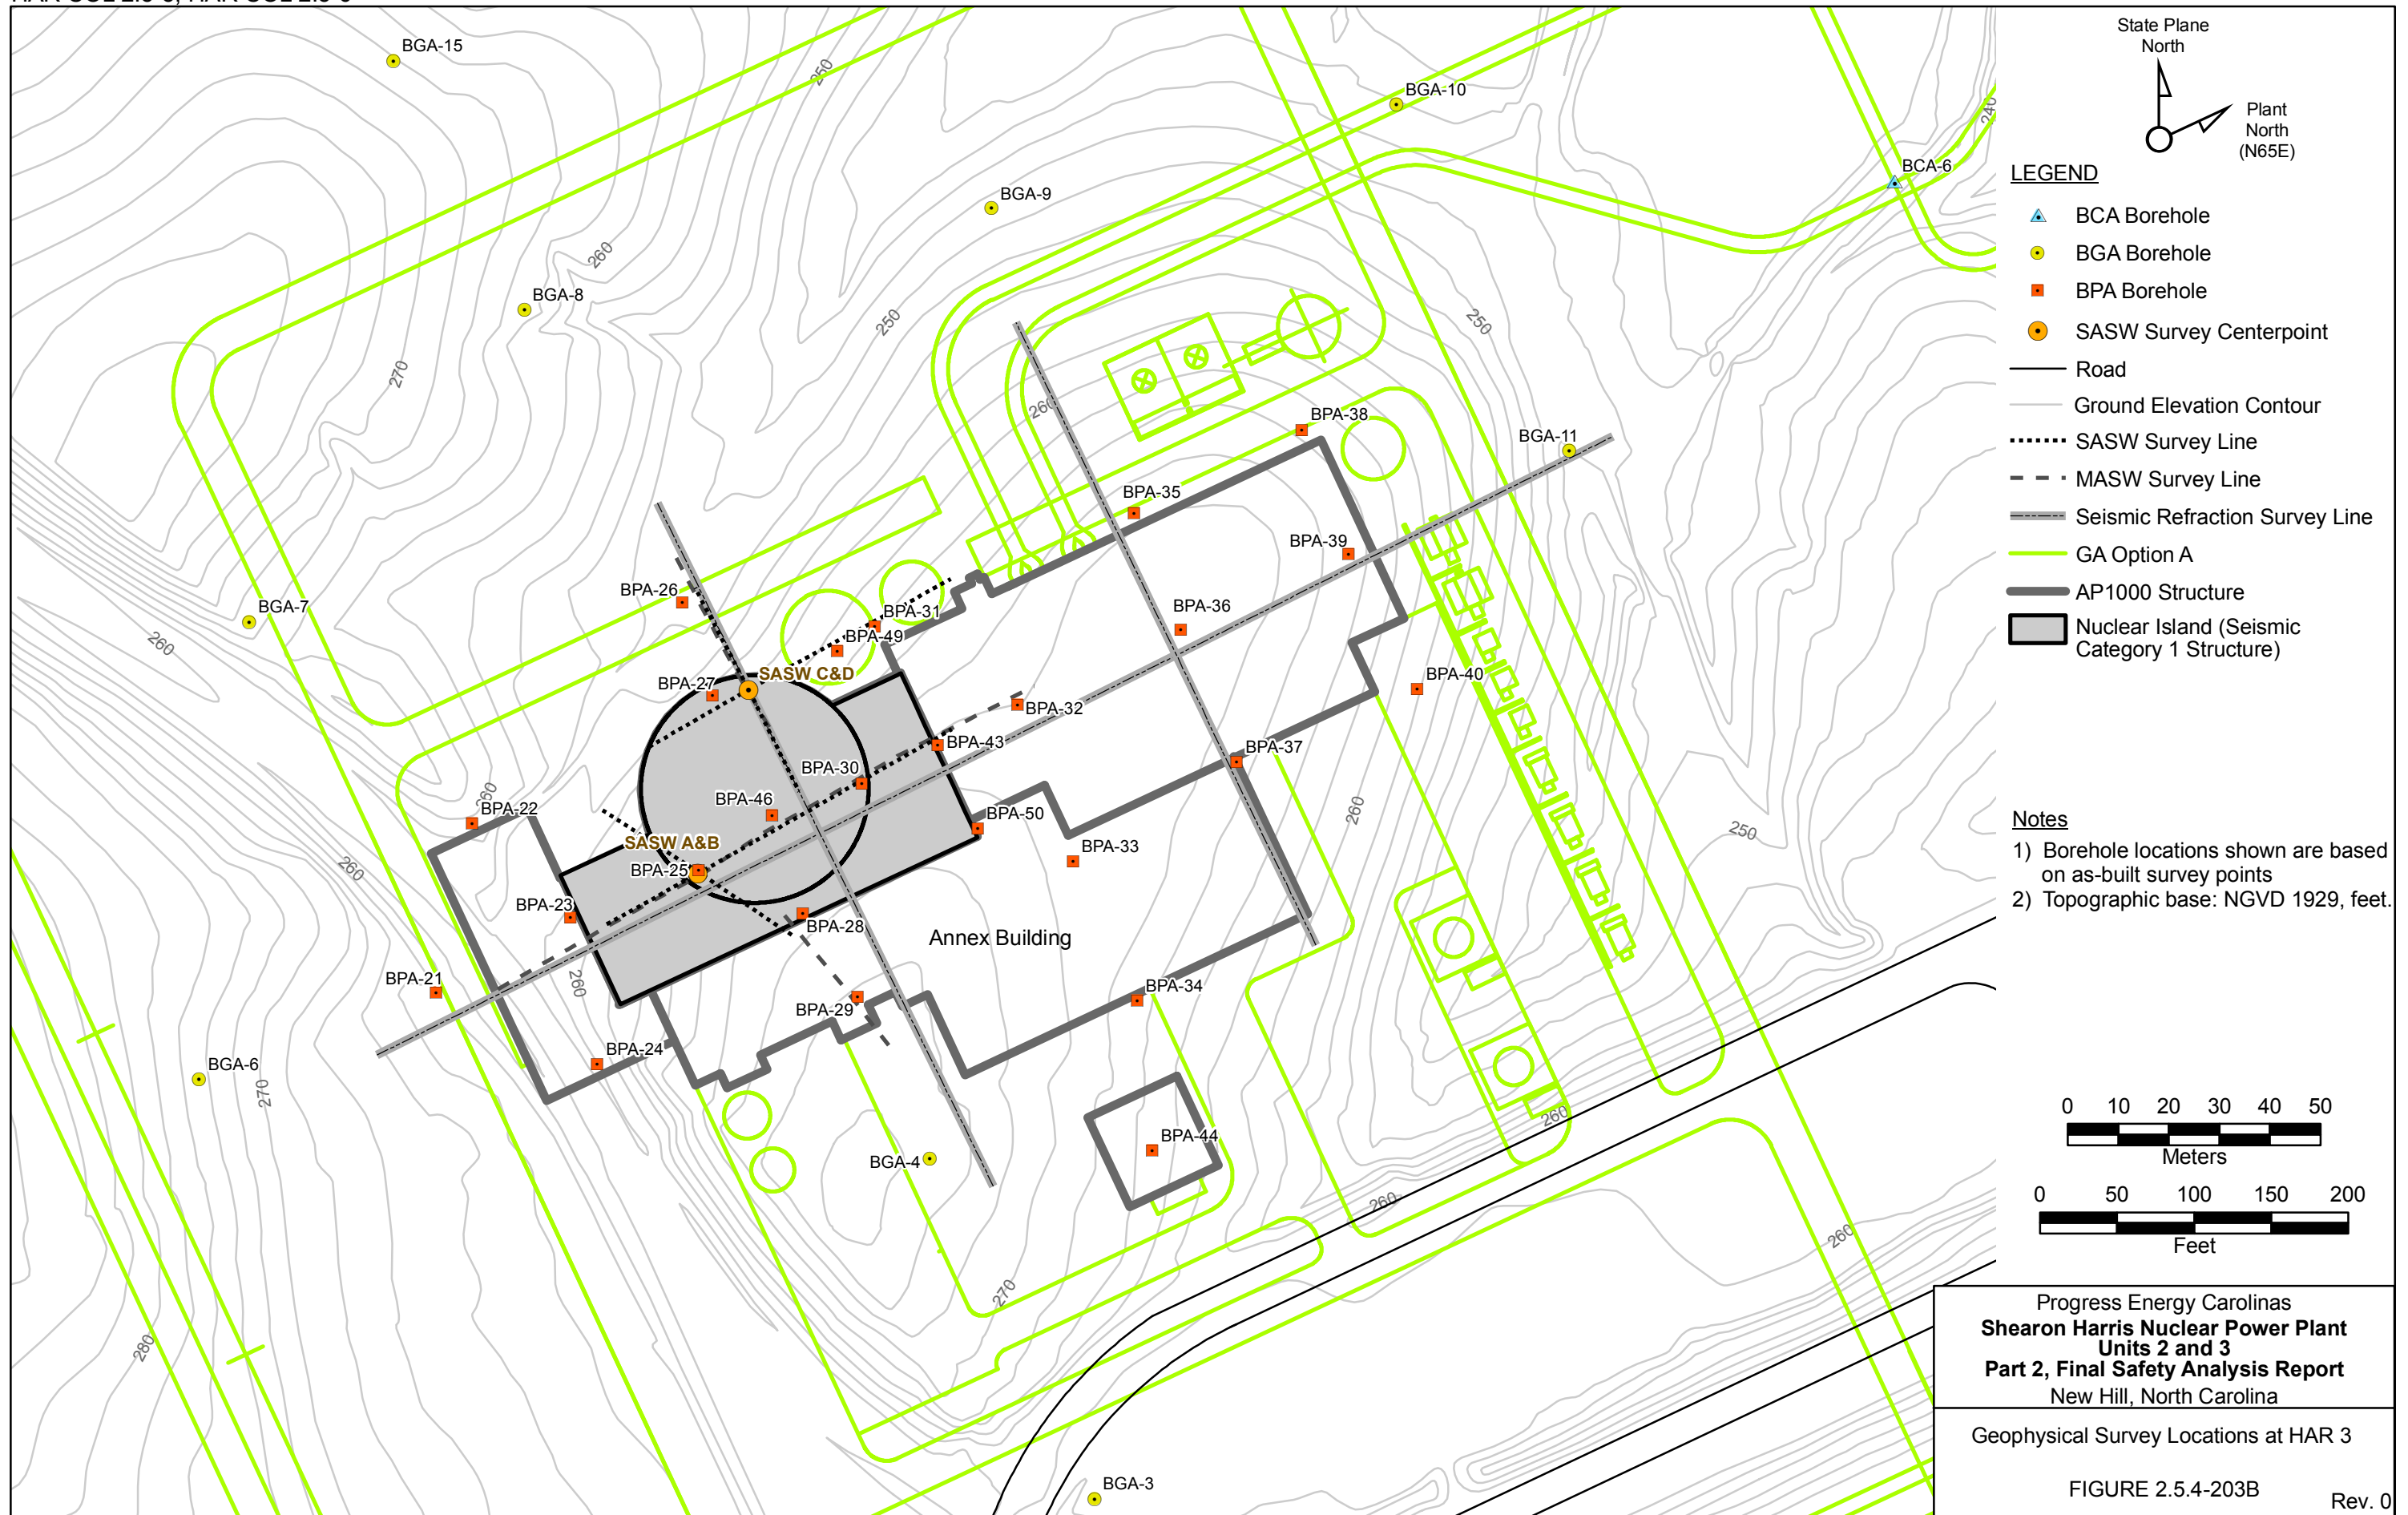 BGA-15
250
BGA-10
State Plane
North
Plant
North
(N65E)
240
BCA-6
LEGEND
BCA Borehole
BGA Borehole
BPA Borehole
SASW Survey Centerpoint
Road
Ground Elevation Contour
SASW Survey Line
MASW Survey Line
Seismic Refraction Survey Line
GA Option A
AP1000 Structure
Nuclear Island (Seismic
Category 1 Structure)
BGA-9
260
BGA-8
250
250
270
260
BPA-38
BGA-11
BPA-35
BPA-39
BPA-26
BGA-7
BPA-31
BPA-36
BPA-49
260
SASW C&D
BPA-27
BPA-40
BPA-32
BPA-43
BPA-37
BPA-30
260
BPA-46
BPA-22
BPA-50
260
250
SASW A&B
BPA-33
260
BPA-25
BPA-23
BPA-28
Annex Building
BPA-21
260
BPA-34
BPA-29
BPA-24
BGA-6
270
260
BPA-44
BGA-4
260
260
270
280
BGA-3
Notes
1) Borehole locations shown are based
on as-built survey points
2) Topographic base: NGVD 1929, feet.
0 10 20 30 40 50
Meters
0 50 100 150 200
Feet
Progress Energy Carolinas
Shearon Harris Nuclear Power Plant
Units 2 and 3
Part 2, Final Safety Analysis Report
New Hill, North Carolina
Geophysical Survey Locations at HAR 3
FIGURE 2.5.4-203B
Rev. 0